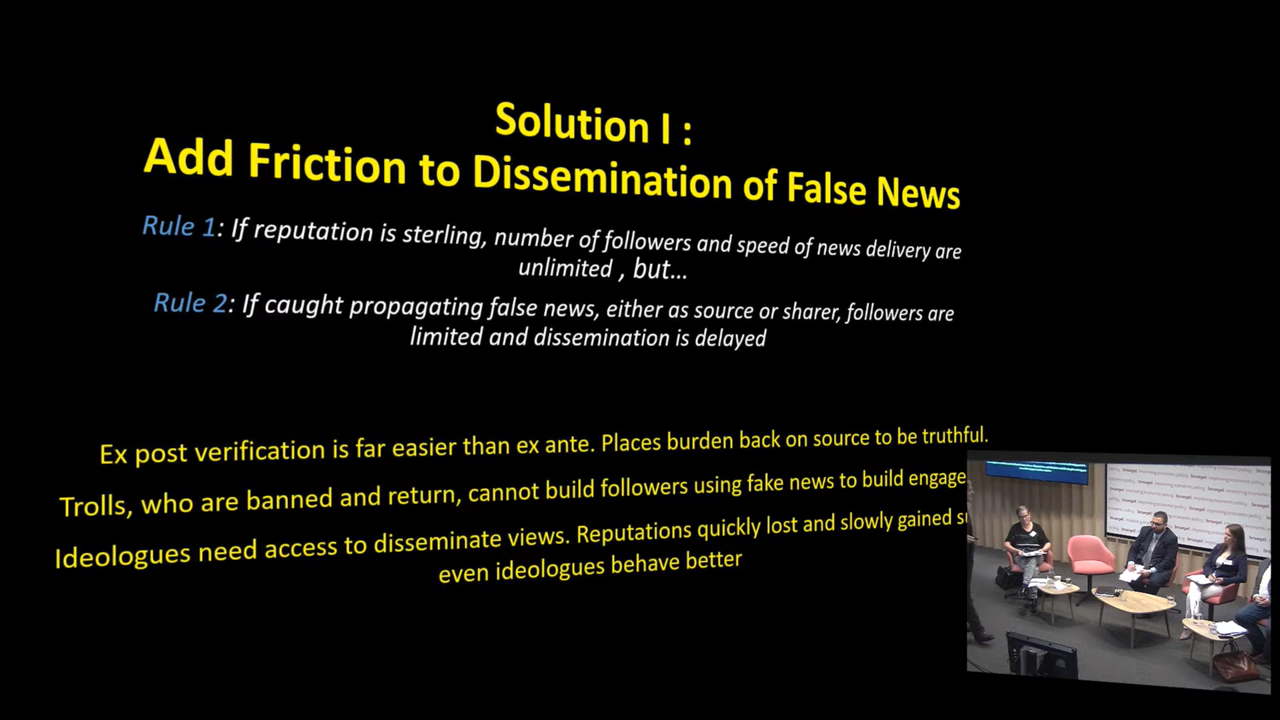 Solution I :
Add Friction to Dissemination of False News
Rule 1: If reputation is sterling, number of followers and speed of news delivery are
unlimited , but...
Rule 2: If caught propagating false news, either as source or sharer, followers are
limited and dissemination is delayed
Ex post verification is far easier than ex ante. Places burden back on source to be truthful.
Trolls, who are banned and return, cannot build followers using fake news to build
Ideologues need access to disseminate views. Reputations quickly lost and slowly gained
even ideologues behave better
bruegel